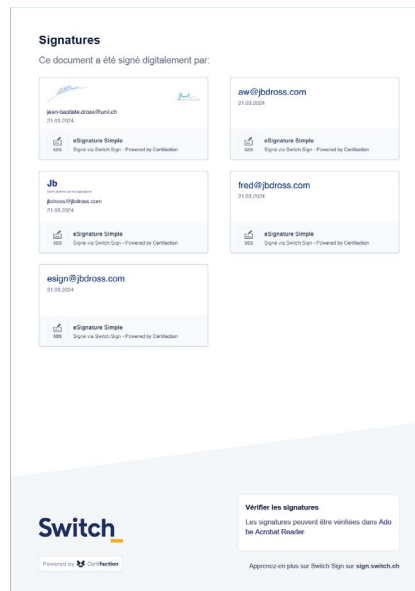 Signatures
Ce document a été signé digitalement par:
jean-baptiste.dross@unil.ch
21.03.2024
SES
eSignature Simple
Signé via Switch Sign - Powered by Certifaction
aw@jbdross.com
21.03.2024
SES
eSignature Simple
Signé via Switch Sign - Powered by Certifaction
Jb
jbdross@jbdross.com
21.03.2024
SES
eSignature Simple
Signé via Switch Sign - Powered by Certifaction
fred@jbdross.com
21.03.2024
SES
eSignature Simple
Signé via Switch Sign - Powered by Certifaction
esign@jbdross.com
21.03.2024
SES
eSignature Simple
Signé via Switch Sign - Powered by Certifaction
Switch
Powered by Certifaction
Vérifier les signatures
Les signatures peuvent être vérifiées dans Ado
be Acrobat Reader.
Apprenez-en plus sur Switch Sign sur sign.switch.ch